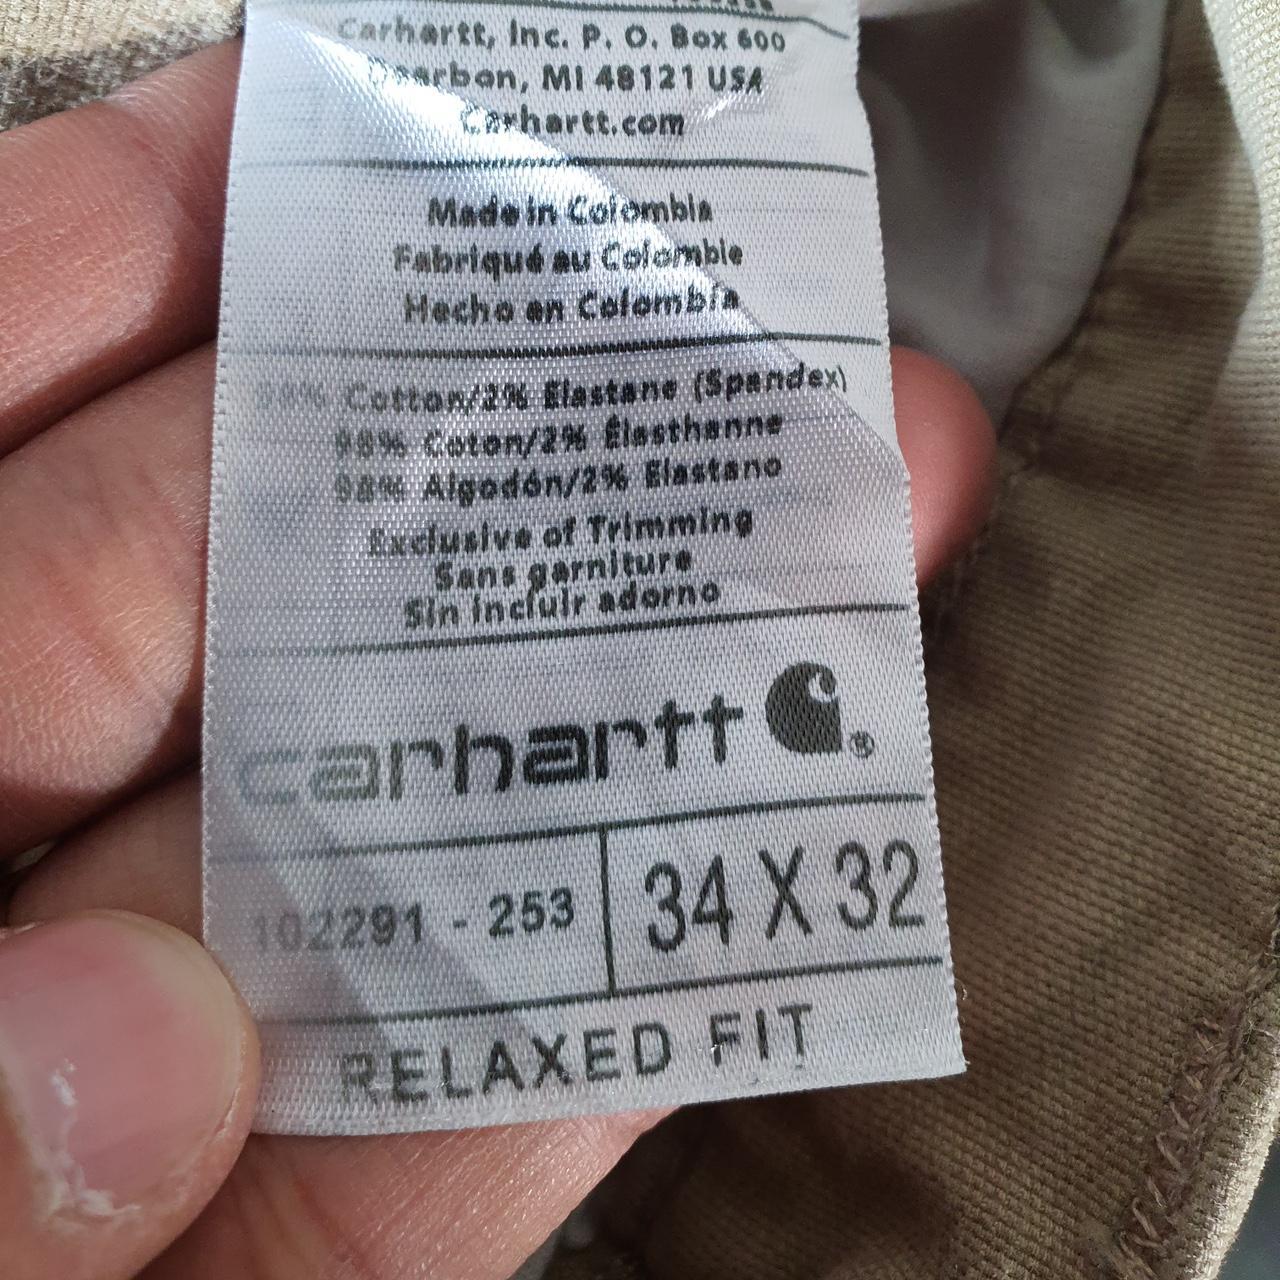 Carhartt, Inc. P. O. Box 600
Dearbon, MI 48121 USA
Carhartt.com
Made in Colombia
Fabriqué au Colombie
Hecho en Colombia
98% Cotton/2% Elastane (Spandex)
98% Coton/2% Élasthanne
98% Algodón/2% Elastano
Exclusive of Trimming
Sans garniture
Sin incluir adorno
carhartt ®
102291 - 253
34 X 32
RELAXED FIT